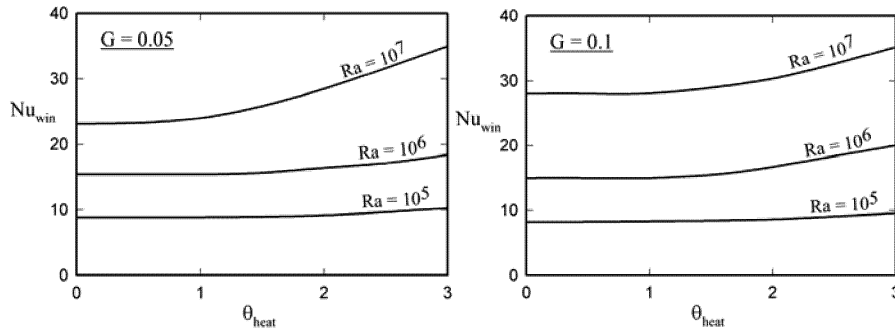 40
G = 0.05
Ra = 10^7
30
Nu_win
20
Ra = 10^6
10
Ra = 10^5
0
0 1 2 3
θ_heat
40
G = 0.1
Ra = 10^7
30
Nu_win
20
Ra = 10^6
10
Ra = 10^5
0
0 1 2 3
θ_heat